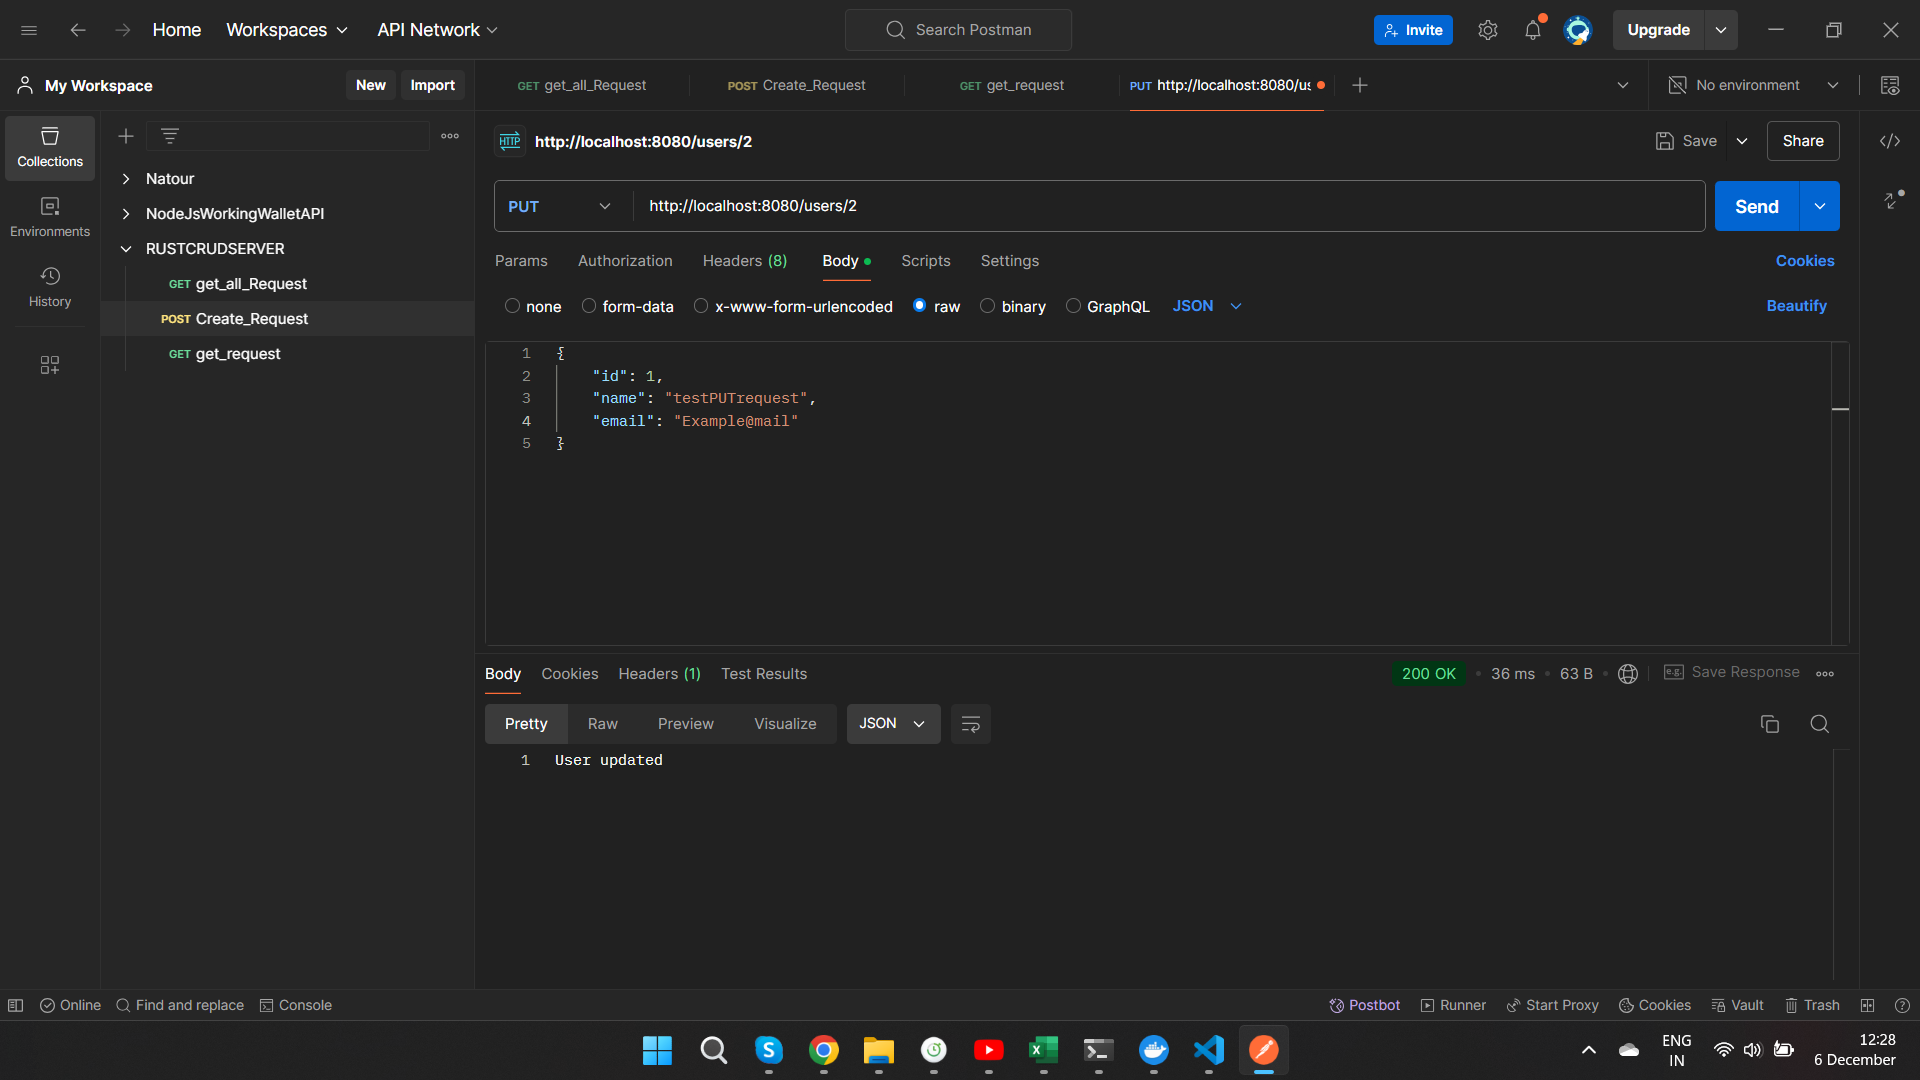 Home Workspaces API Network Search Postman Invite Upgrade
My Workspace New Import GET get_all_Request POST Create_Request GET get_request PUT http://localhost:8080/us No environment
Collections
Environments
History
Natour
NodeJsWorkingWalletAPI
RUSTCRUDSERVER
GET get_all_Request
POST Create_Request
GET get_request
HTTP http://localhost:8080/users/2 Save Share
PUT http://localhost:8080/users/2 Send
Params Authorization Headers (8) Body Scripts Settings Cookies
none form-data x-www-form-urlencoded raw binary GraphQL JSON Beautify
1 {
2 "id": 1,
3 "name": "testPUTrequest",
4 "email": "Example@mail"
5 }
Body Cookies Headers (1) Test Results 200 OK 36 ms 63 B e.g. Save Response
Pretty Raw Preview Visualize JSON
1 User updated
Online Find and replace Console Postbot Runner Start Proxy Cookies Vault Trash
ENG
IN
12:28
6 December